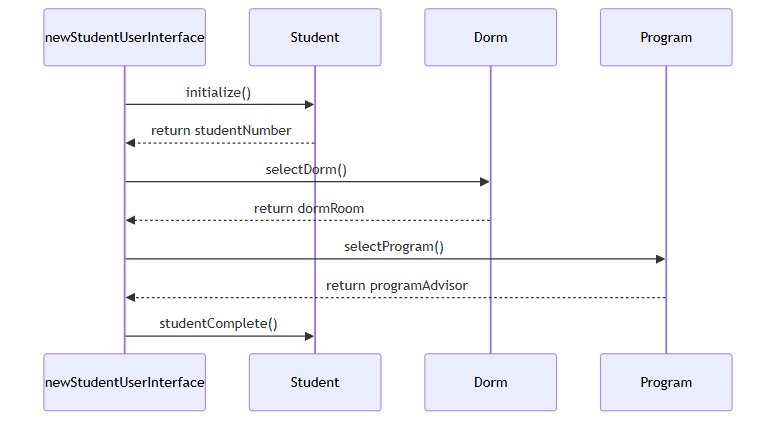 newStudentUserInterface
Student
Dorm
Program
initialize()
return studentNumber
selectDorm()
return dormRoom
selectProgram()
return programAdvisor
studentComplete()
newStudentUserInterface
Student
Dorm
Program